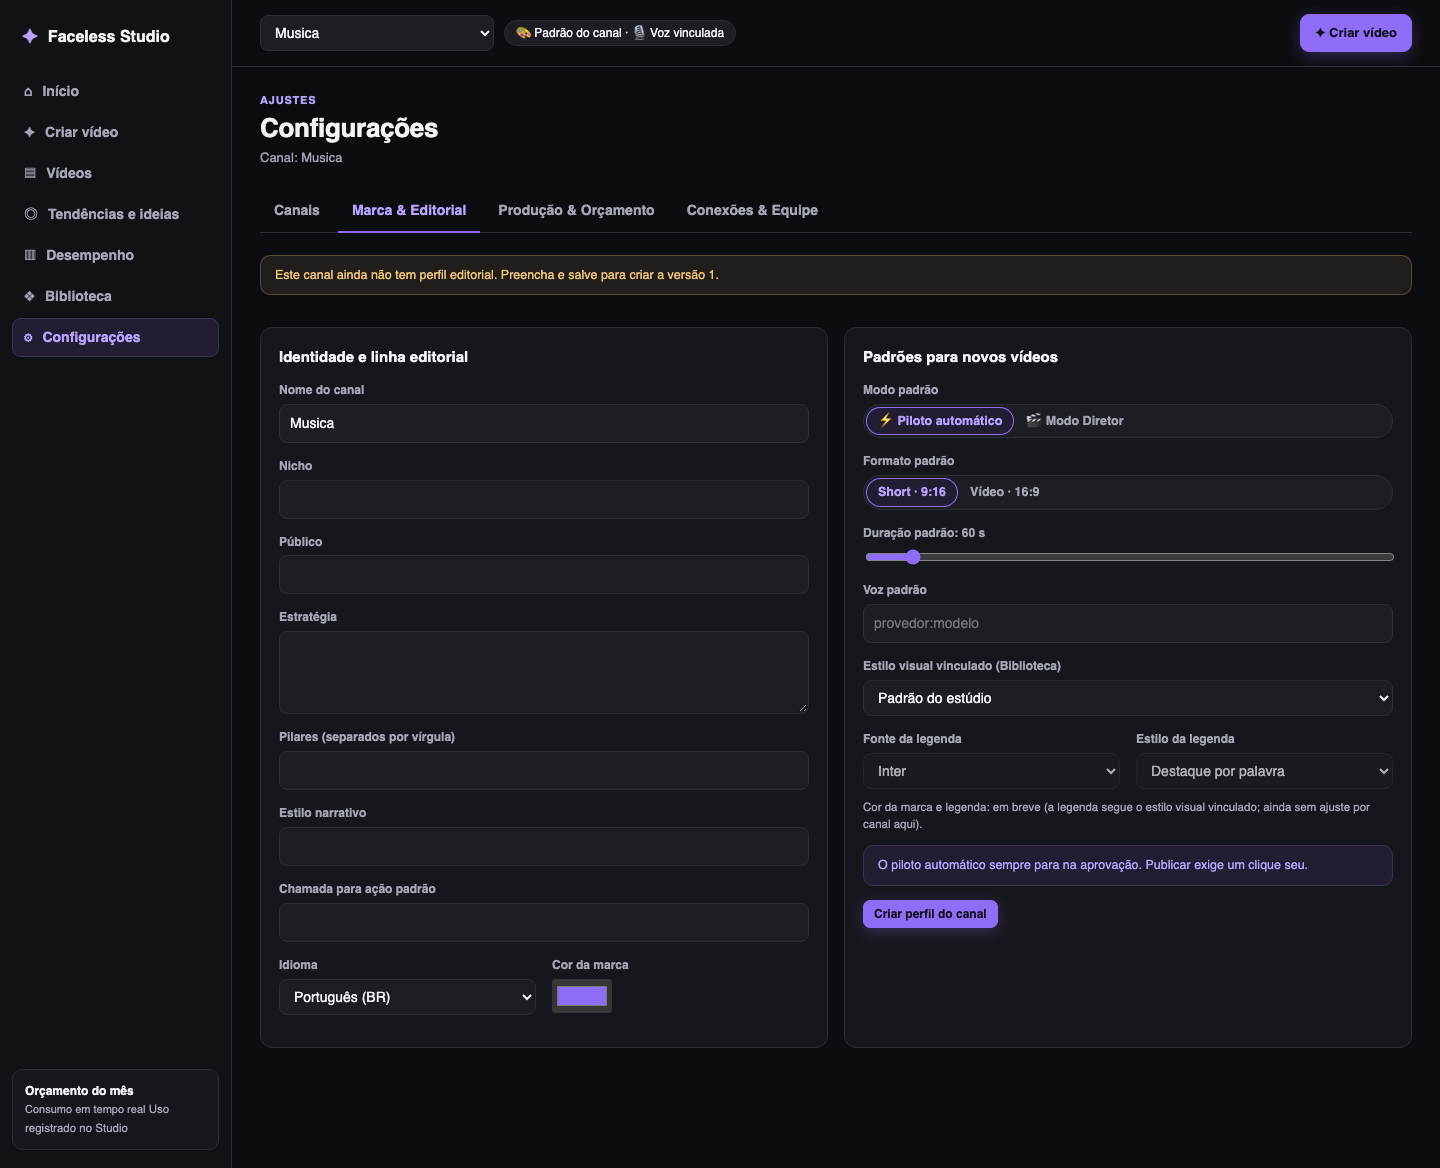 Faceless Studio
Início
Criar vídeo
Vídeos
Tendências e ideias
Desempenho
Biblioteca
Configurações
Orçamento do mês
Consumo em tempo real Uso
registrado no Studio
Musica
Padrão do canal · Voz vinculada
Criar vídeo
AJUSTES
Configurações
Canal: Musica
Canais
Marca & Editorial
Produção & Orçamento
Conexões & Equipe
Este canal ainda não tem perfil editorial. Preencha e salve para criar a versão 1.
Identidade e linha editorial
Nome do canal
Musica
Nicho
Público
Estratégia
Pilares (separados por vírgula)
Estilo narrativo
Chamada para ação padrão
Idioma
Cor da marca
Português (BR)
Padrões para novos vídeos
Modo padrão
Piloto automático
Modo Diretor
Formato padrão
Short · 9:16
Vídeo · 16:9
Duração padrão: 60 s
Voz padrão
provedor:modelo
Estilo visual vinculado (Biblioteca)
Padrão do estúdio
Fonte da legenda
Estilo da legenda
Inter
Destaque por palavra
Cor da marca e legenda: em breve (a legenda segue o estilo visual vinculado; ainda sem ajuste por
canal aqui).
O piloto automático sempre para na aprovação. Publicar exige um clique seu.
Criar perfil do canal